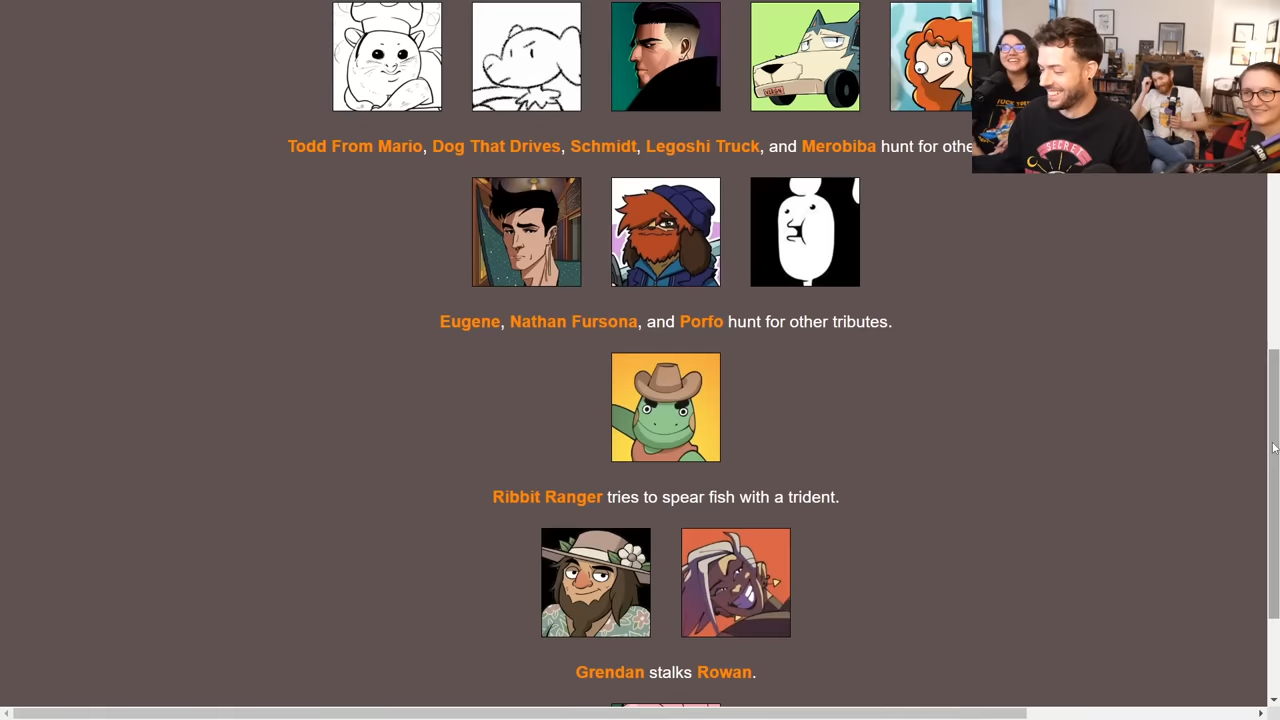 Todd From Mario, Dog That Drives, Schmidt, Legoshi Truck, and Merobiba hunt for othe
Eugene, Nathan Fursona, and Porfo hunt for other tributes.
Ribbit Ranger tries to spear fish with a trident.
Grendan stalks Rowan.
SECRET